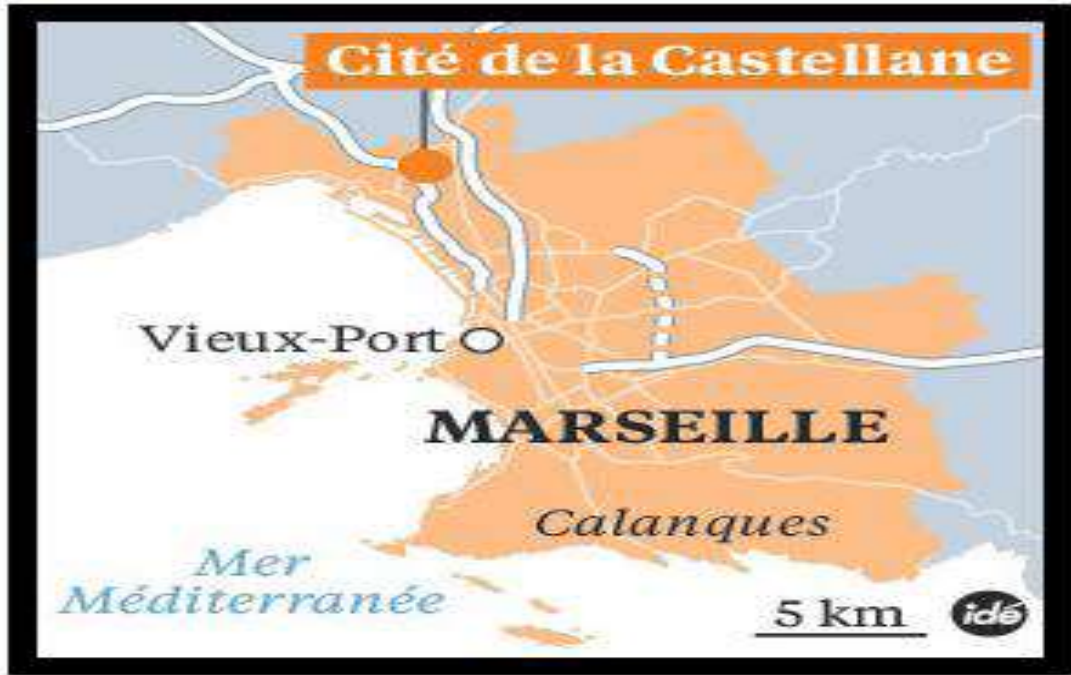 Cité de la Castellane
Vieux-Port
MARSEILLE
Calanques
Mer
Méditerranée
5 km
idé